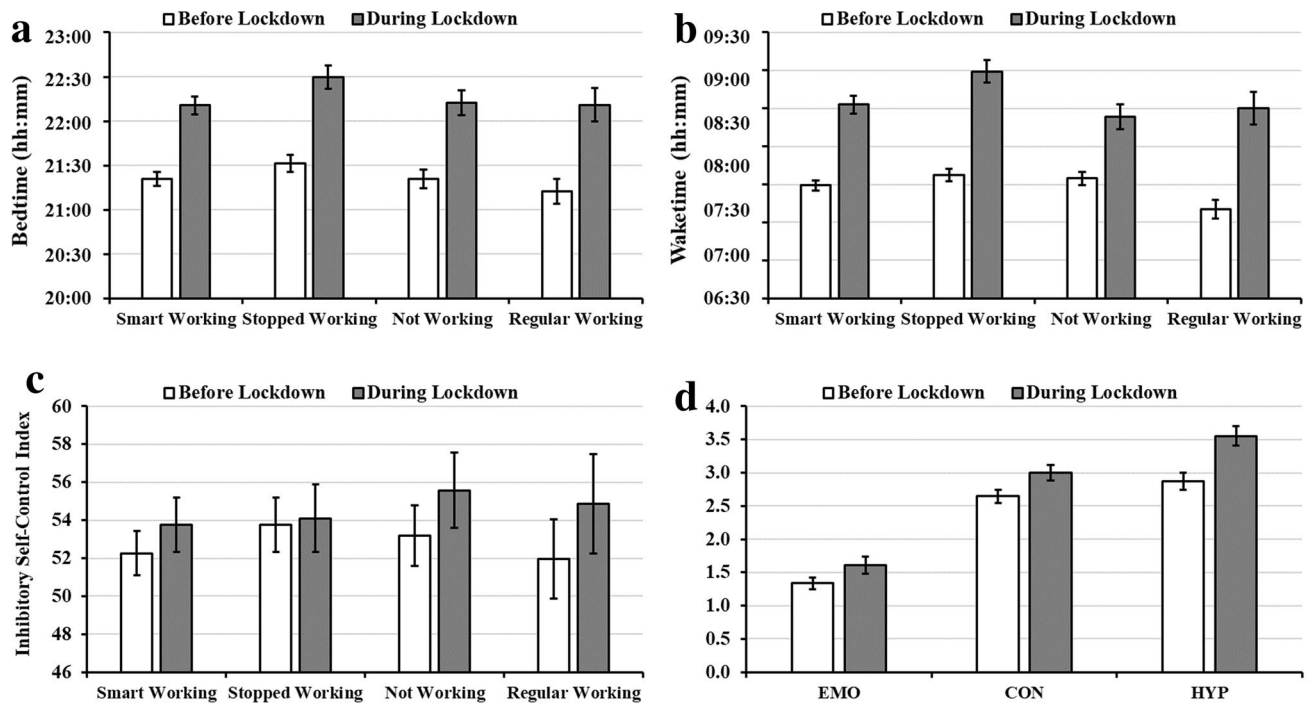 a
Before Lockdown During Lockdown
Bedtime (hh:mm)
23:00
22:30
22:00
21:30
21:00
20:30
20:00
Smart Working Stopped Working Not Working Regular Working
b
Before Lockdown During Lockdown
Waketime (hh:mm)
09:30
09:00
08:30
08:00
07:30
07:00
06:30
Smart Working Stopped Working Not Working Regular Working
c
Before Lockdown During Lockdown
Inhibitory Self-Control Index
60
58
56
54
52
50
48
46
Smart Working Stopped Working Not Working Regular Working
d
Before Lockdown During Lockdown
4.0
3.5
3.0
2.5
2.0
1.5
1.0
0.5
0.0
EMO CON HYP